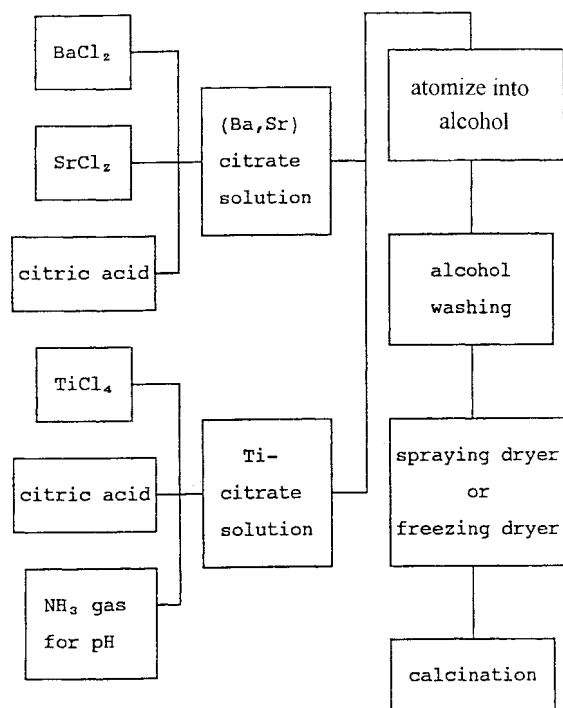 BaCl₂
SrCl₂
citric acid
(Ba,Sr)
citrate
solution
TiCl₄
citric acid
NH₃ gas
for pH
Ti-
citrate
solution
atomize into
alcohol
alcohol
washing
spraying dryer
or
freezing dryer
calcination